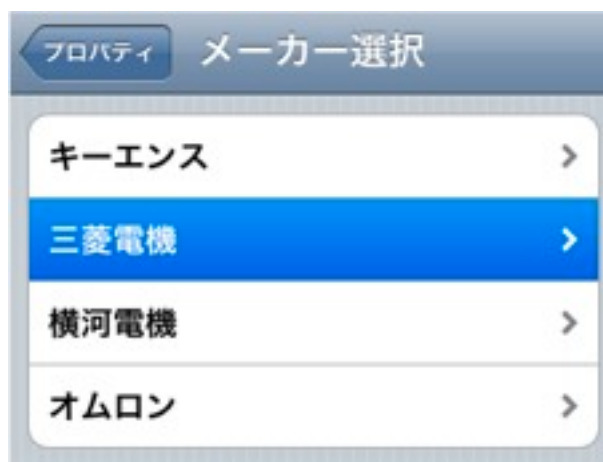 プロパティ
メーカー選択
キーエンス
三菱電機
横河電機
オムロン